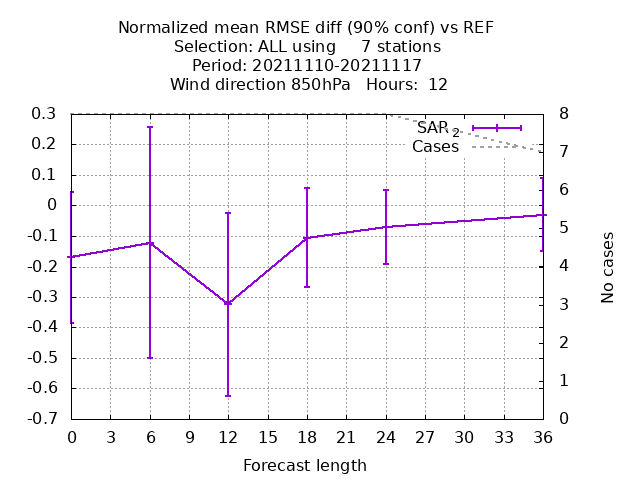 Normalized mean RMSE diff (90% conf) vs REF
Selection: ALL using     7 stations
Period: 20211110-20211117
Wind direction 850hPa   Hours:  12
0.3
0.2
0.1
0
-0.1
-0.2
-0.3
-0.4
-0.5
-0.6
-0.7
SAR 2
Cases
8
7
6
5
4
3
2
1
0
No cases
0 3 6 9 12 15 18 21 24 27 30 33 36
Forecast length